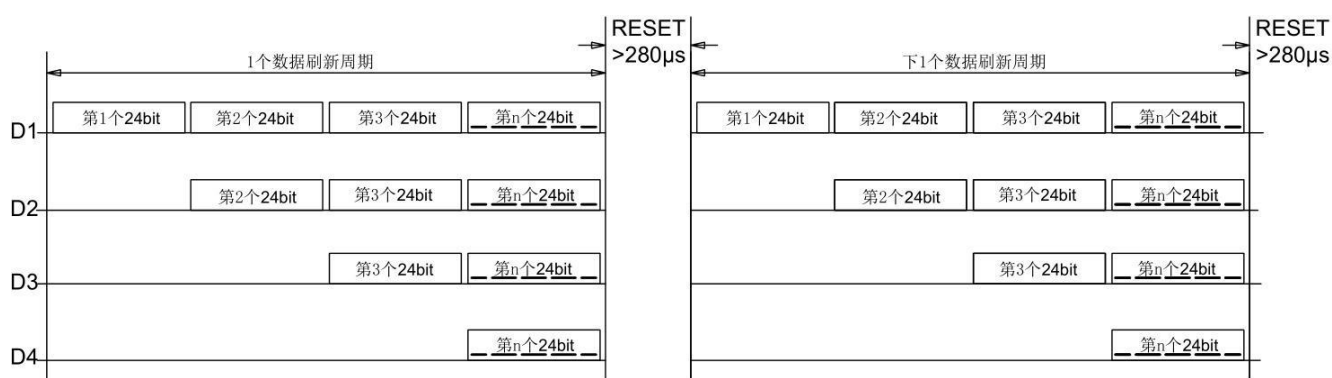 RESET
>280μs
RESET
>280μs
1个数据刷新周期
下1个数据刷新周期
D1
第1个24bit
第2个24bit
第3个24bit
第n个24bit
第1个24bit
第2个24bit
第3个24bit
第n个24bit
D2
第2个24bit
第3个24bit
第n个24bit
第2个24bit
第3个24bit
第n个24bit
D3
第3个24bit
第n个24bit
第3个24bit
第n个24bit
D4
第n个24bit
第n个24bit